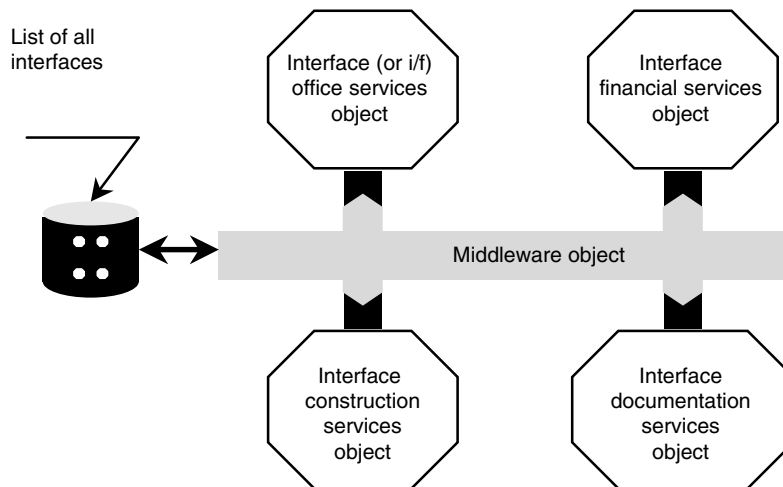 List of all
interfaces
Interface (or i/f)
office services
object
Interface
financial services
object
Middleware object
Interface
construction
services
object
Interface
documentation
services
object